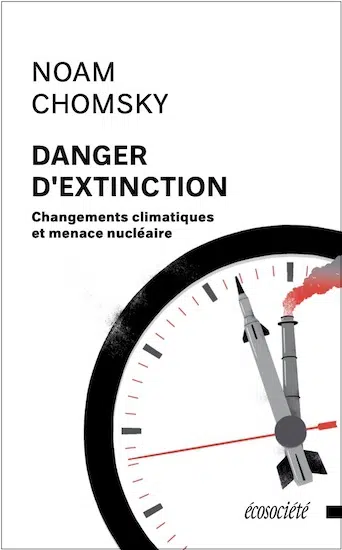 NOAM
CHOMSKY
DANGER
D'EXTINCTION
Changements climatiques
et menace nucléaire
écosociété